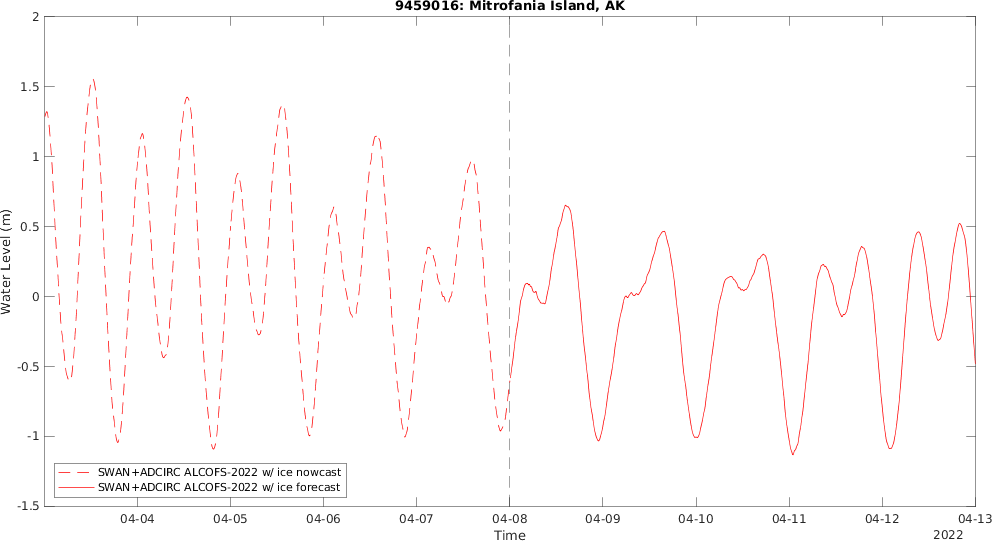 9459016: Mitrofania Island, AK
Water Level (m)
2
1.5
1
0.5
0
-0.5
-1
-1.5
SWAN+ADCIRC ALCOFS-2022 w/ ice nowcast
SWAN+ADCIRC ALCOFS-2022 w/ ice forecast
04-04 04-05 04-06 04-07 04-08 04-09 04-10 04-11 04-12 04-13
Time
2022